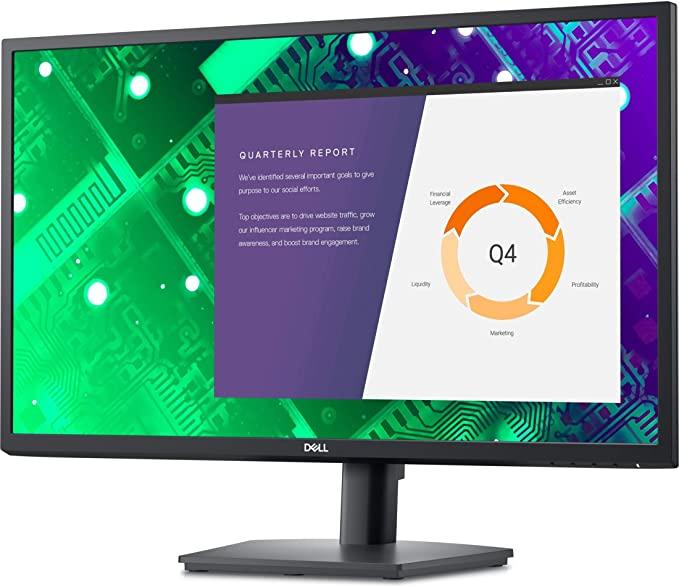 QUARTERLY REPORT
We've identified several important goals to give
purpose to our social efforts.
Top objectives are to drive website traffic, grow
our influencer marketing program, raise brand
awareness, and boost brand engagement.
Financial
Leverage
Asset
Efficiency
Q4
Liquidity
Profitability
Marketing
DELL